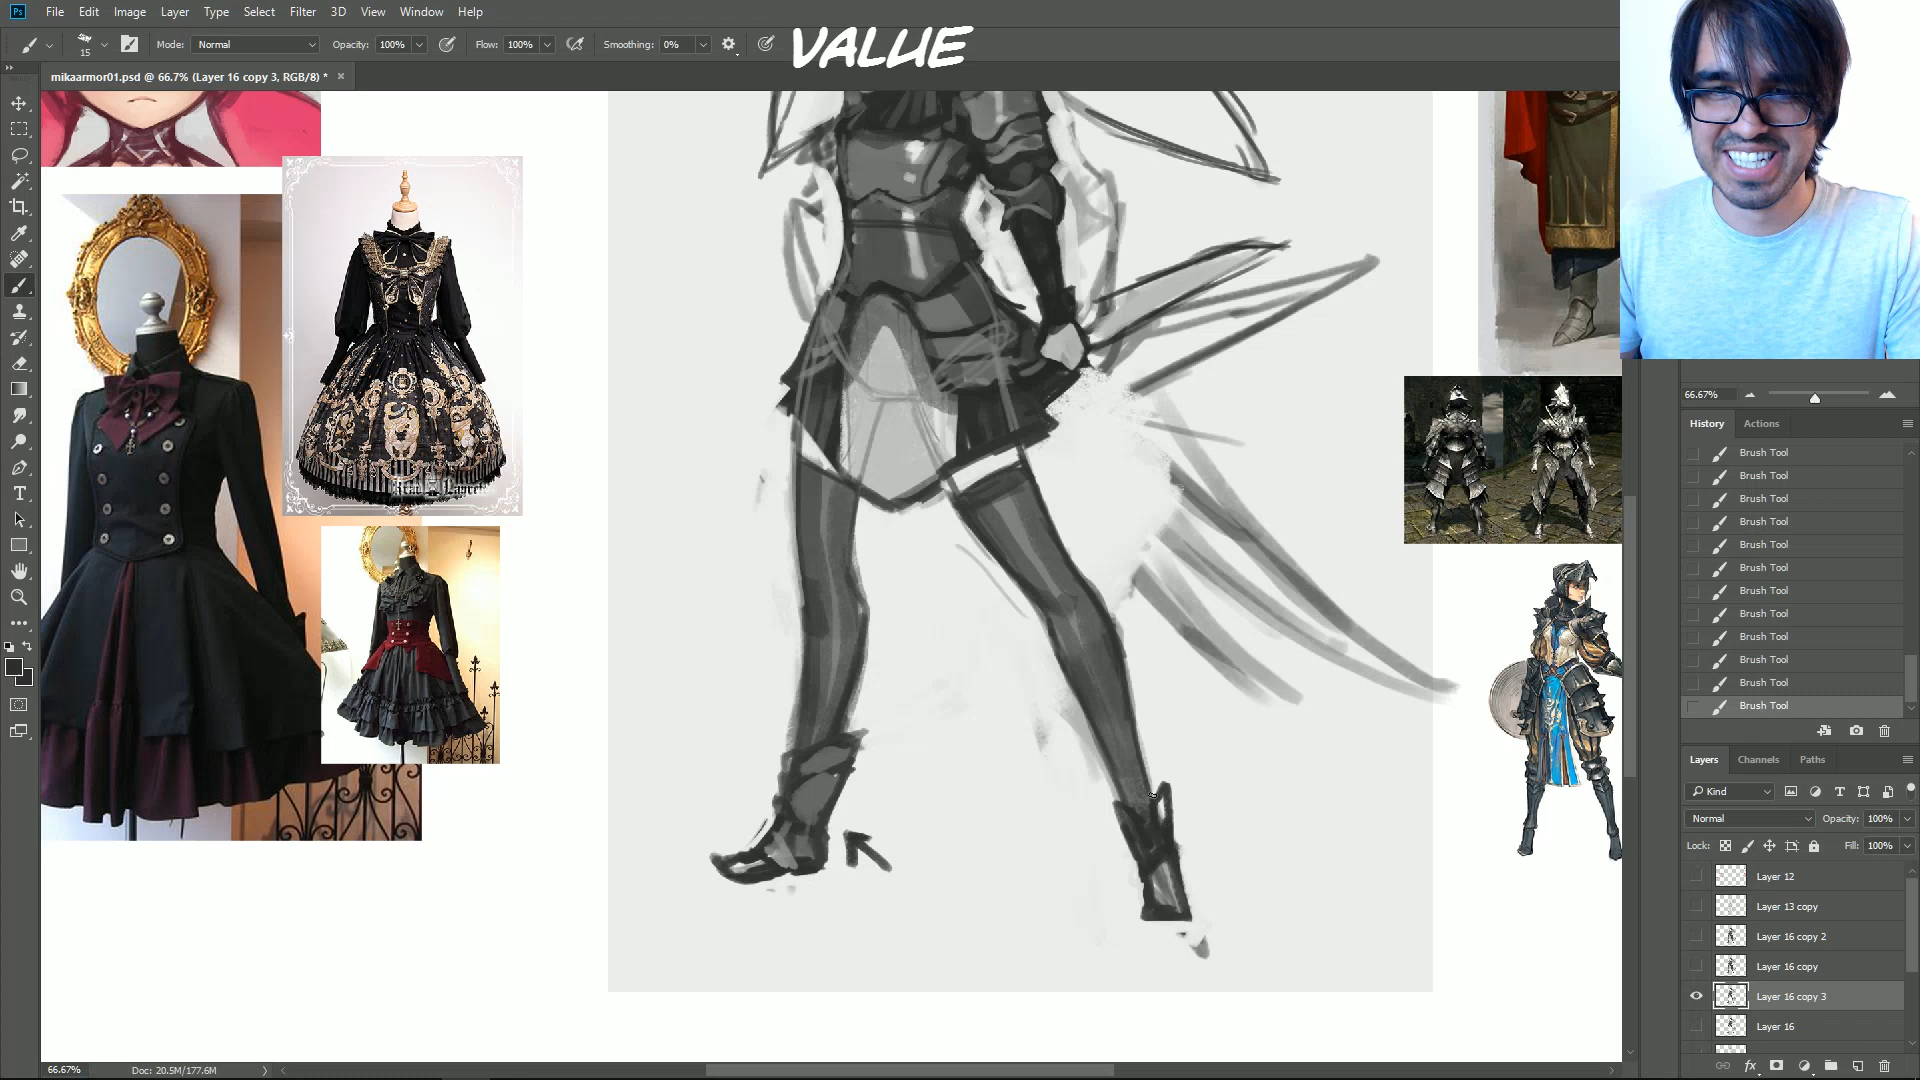 Ps File Edit Image Layer Type Select Filter 3D View Window Help
15 Mode: Normal Opacity: 100% Flow: 100% Smoothing: 0%
VALUE
mikaarmor01.psd @ 66.7% (Layer 16 copy 3, RGB/8) *
66.67%
History Actions
Brush Tool
Brush Tool
Brush Tool
Brush Tool
Brush Tool
Brush Tool
Brush Tool
Brush Tool
Brush Tool
Brush Tool
Brush Tool
Brush Tool
Layers Channels Paths
Kind
Normal Opacity: 100%
Lock: Fill: 100%
Layer 12
Layer 13 copy
Layer 16 copy 2
Layer 16 copy
Layer 16 copy 3
Layer 16
66.67% Doc: 20.5M/177.6M